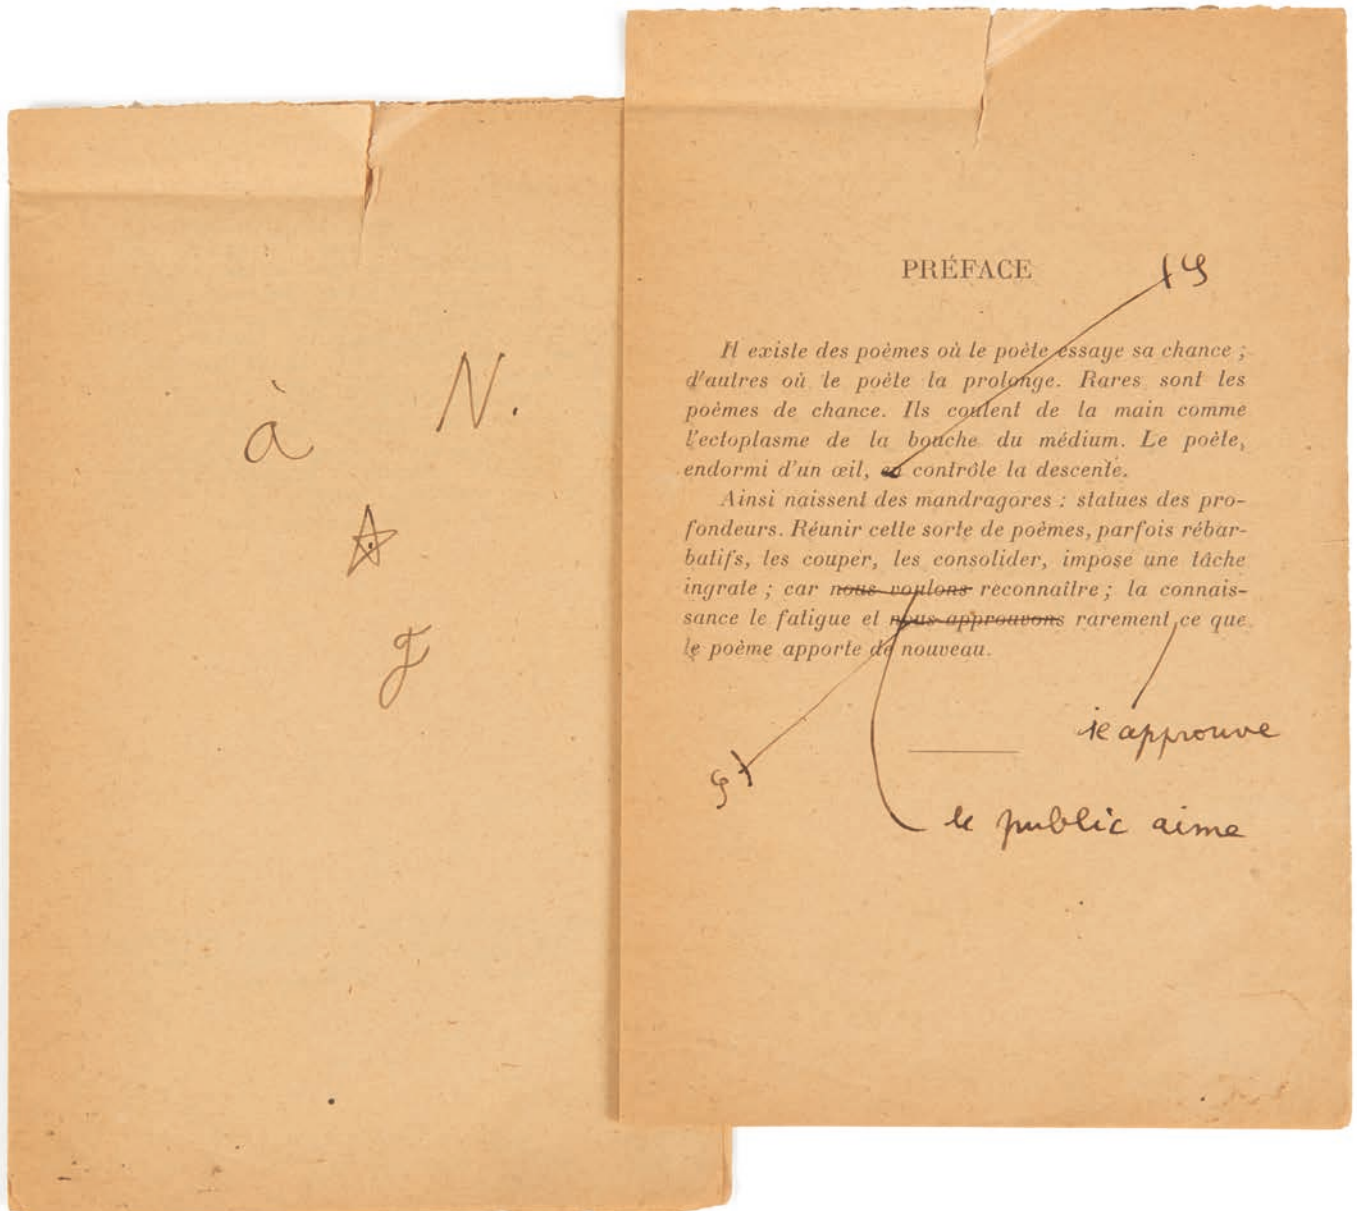 à N.
PRÉFACE
Il existe des poèmes où le poète essaye sa chance ;
d'autres où le poète la prolonge. Rares sont les
poèmes de chance. Ils coulent de la main comme
l'ectoplasme de la bouche du médium. Le poète,
endormi d'un œil, en contrôle la descente.
Ainsi naissent des mandragores : statues des pro-
fondeurs. Réunir cette sorte de poèmes, parfois rébar-
batifs, les couper, les consolider, impose une tâche
ingrate ; car nous voulons reconnaître ; la connais-
sance le fatigue et nous approuvons rarement ce que
le poème apporte de nouveau.
approuve
le public aime